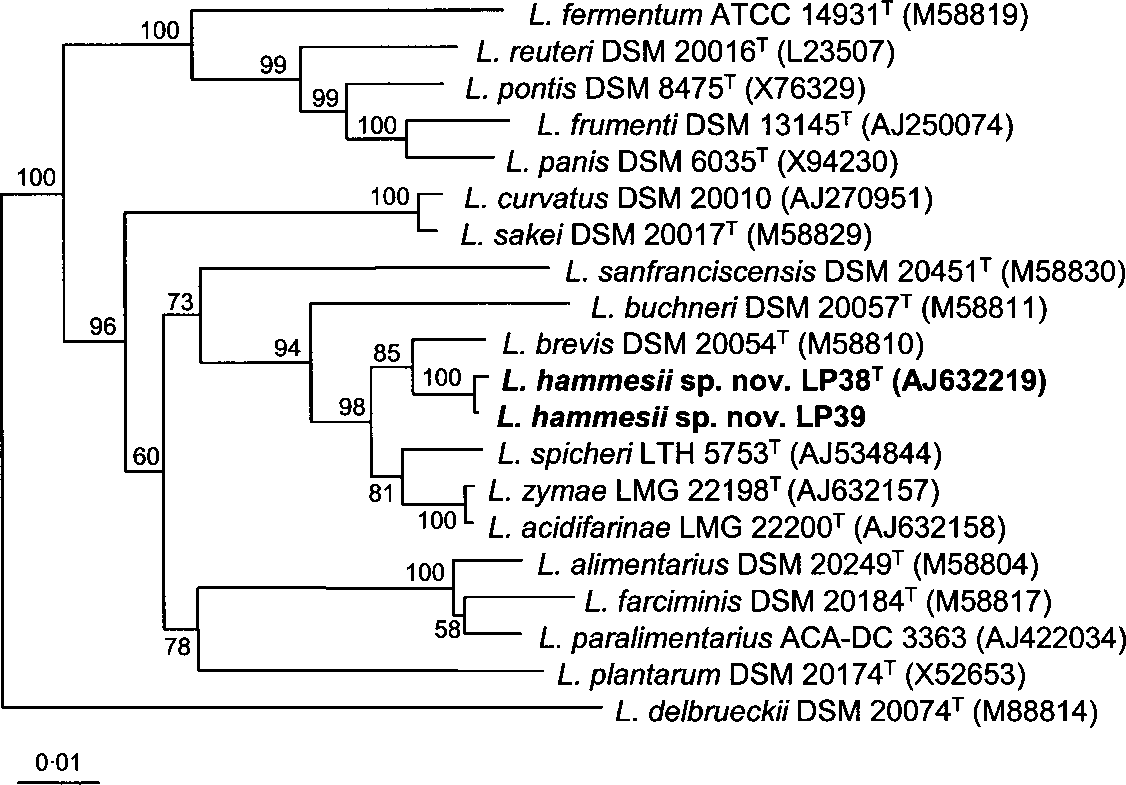 L. fermentum ATCC 14931T (M58819)
100
L. reuteri DSM 20016T (L23507)
99
L. pontis DSM 8475T (X76329)
99
L. frumenti DSM 13145T (AJ250074)
100
L. panis DSM 6035T (X94230)
100
L. curvatus DSM 20010 (AJ270951)
100
L. sakei DSM 20017T (M58829)
L. sanfranciscensis DSM 20451T (M58830)
73
L. buchneri DSM 20057T (M58811)
96
94
L. brevis DSM 20054T (M58810)
85
L. hammesii sp. nov. LP38T (AJ632219)
100
98
L. hammesii sp. nov. LP39
60
L. spicheri LTH 5753T (AJ534844)
81
L. zymae LMG 22198T (AJ632157)
100
L. acidifarinae LMG 22200T (AJ632158)
L. alimentarius DSM 20249T (M58804)
100
L. farciminis DSM 20184T (M58817)
58
L. paralimentarius ACA-DC 3363 (AJ422034)
78
L. plantarum DSM 20174T (X52653)
L. delbrueckii DSM 20074T (M88814)
0·01